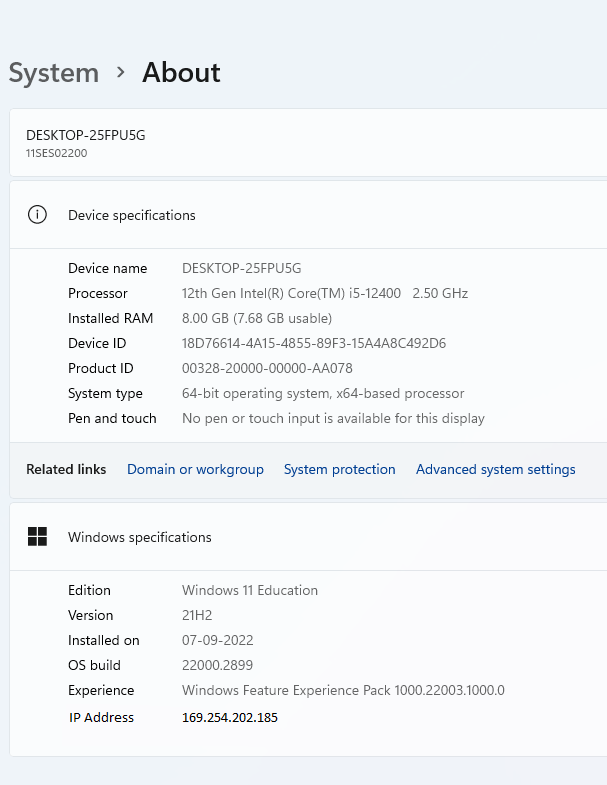 System > About
DESKTOP-25FPU5G
11SES02200
Device specifications
Device name DESKTOP-25FPU5G
Processor 12th Gen Intel(R) Core(TM) i5-12400 2.50 GHz
Installed RAM 8.00 GB (7.68 GB usable)
Device ID 18D76614-4A15-4855-89F3-15A4A8C492D6
Product ID 00328-20000-00000-AA078
System type 64-bit operating system, x64-based processor
Pen and touch No pen or touch input is available for this display
Related links Domain or workgroup System protection Advanced system settings
Windows specifications
Edition Windows 11 Education
Version 21H2
Installed on 07-09-2022
OS build 22000.2899
Experience Windows Feature Experience Pack 1000.22003.1000.0
IP Address 169.254.202.185